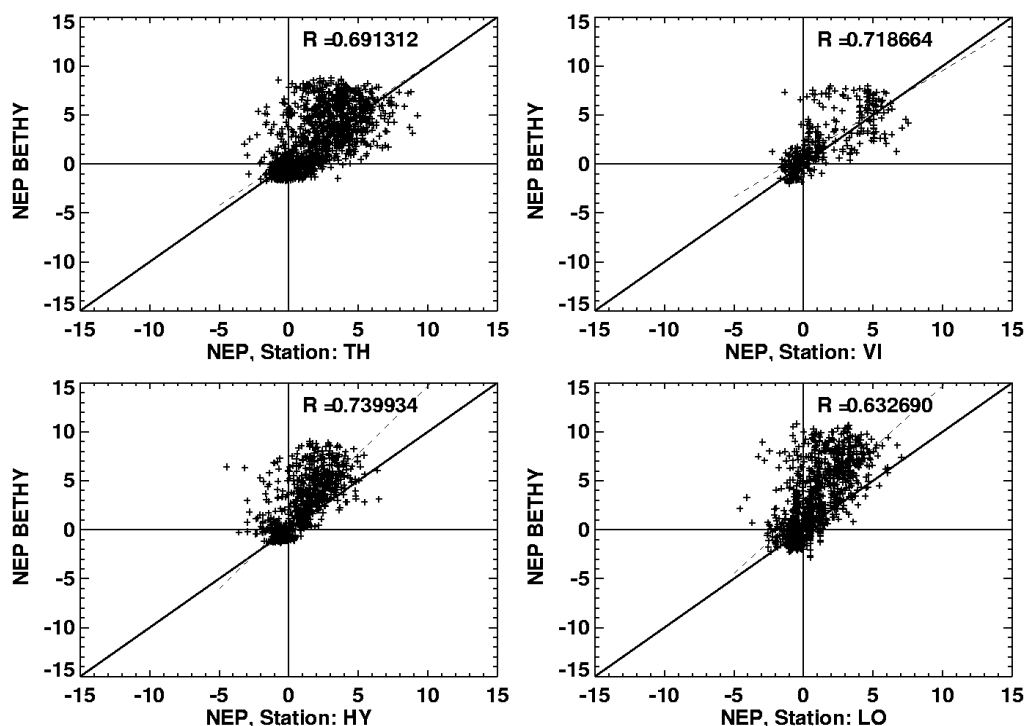 R =0.691312
15
10
5
0
-5
-10
-15
NEP BETHY
-15 -10 -5 0 5 10 15
NEP, Station: TH
R =0.718664
15
10
5
0
-5
-10
-15
NEP BETHY
-15 -10 -5 0 5 10 15
NEP, Station: VI
R =0.739934
15
10
5
0
-5
-10
-15
NEP BETHY
-15 -10 -5 0 5 10 15
NEP, Station: HY
R =0.632690
15
10
5
0
-5
-10
-15
NEP BETHY
-15 -10 -5 0 5 10 15
NEP, Station: LO